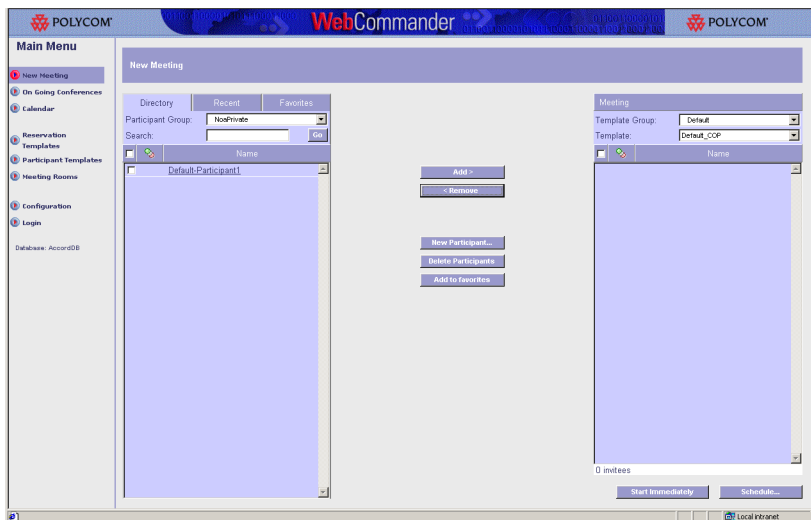 POLYCOM
WebCommander
POLYCOM
Main Menu
New Meeting
On Going Conferences
Calendar
Reservation
Templates
Participant Templates
Meeting Rooms
Configuration
Login
Database: AccordDB
New Meeting
Directory Recent Favorites
Participant Group: NoaPrivate
Search: Go
Name
Default-Participant1
Add >
< Remove
New Participant...
Delete Participants
Add to favorites
Meeting
Template Group: Default
Template: Default_COP
Name
0 invitees
Start Immediately Schedule...
Local intranet